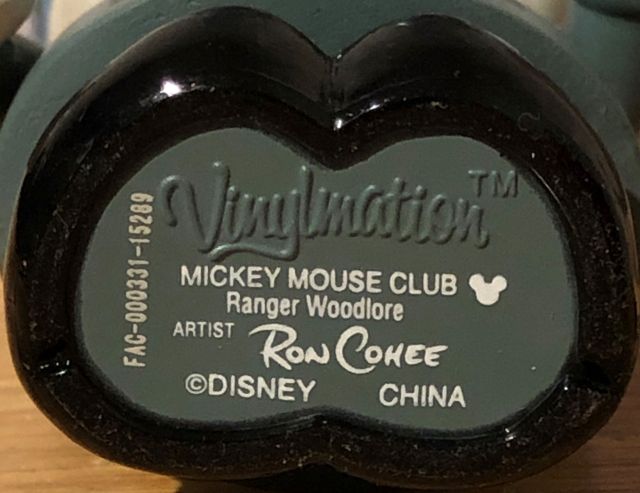 Vinylmation™
MICKEY MOUSE CLUB
Ranger Woodlore
ARTIST Ron Cohee
©DISNEY CHINA
FAC-000331-15289